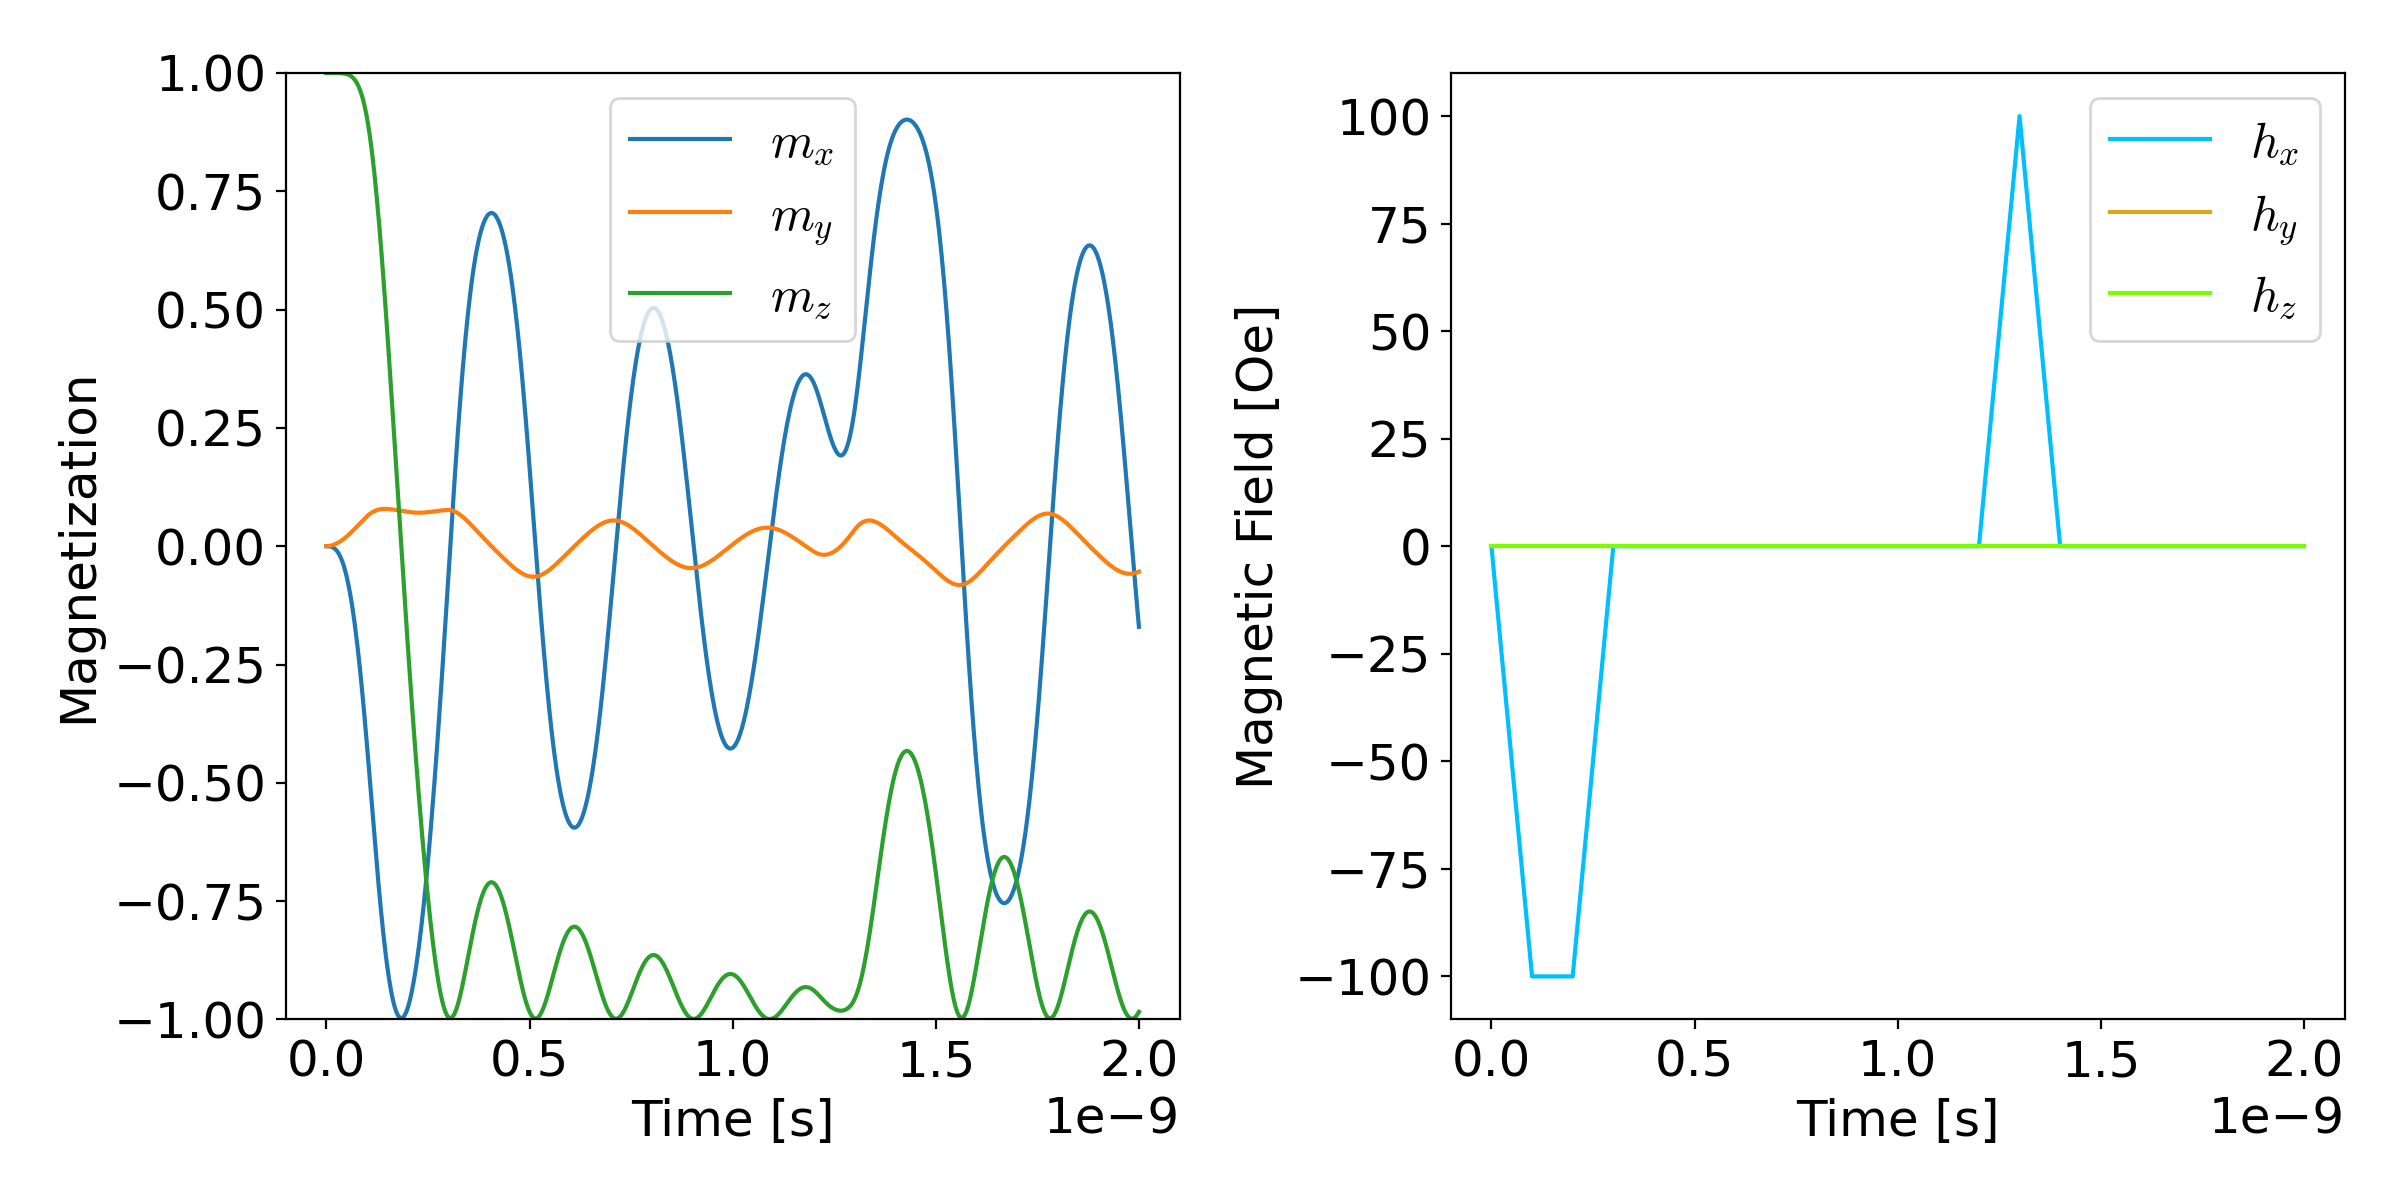 Magnetization
1.00
0.75
0.50
0.25
0.00
−0.25
−0.50
−0.75
−1.00
m_x
m_y
m_z
0.0 0.5 1.0 1.5 2.0
Time [s]
1e−9
Magnetic Field [Oe]
100
75
50
25
0
−25
−50
−75
−100
h_x
h_y
h_z
0.0 0.5 1.0 1.5 2.0
Time [s]
1e−9